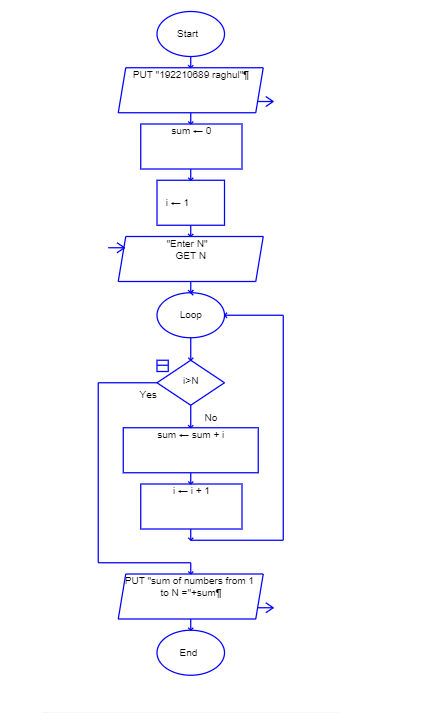 Start
PUT "192210689 raghul"¶
sum ← 0
i ← 1
"Enter N"
GET N
Loop
i>N
Yes
No
sum ← sum + i
i ← i + 1
PUT "sum of numbers from 1
to N ="+sum¶
End